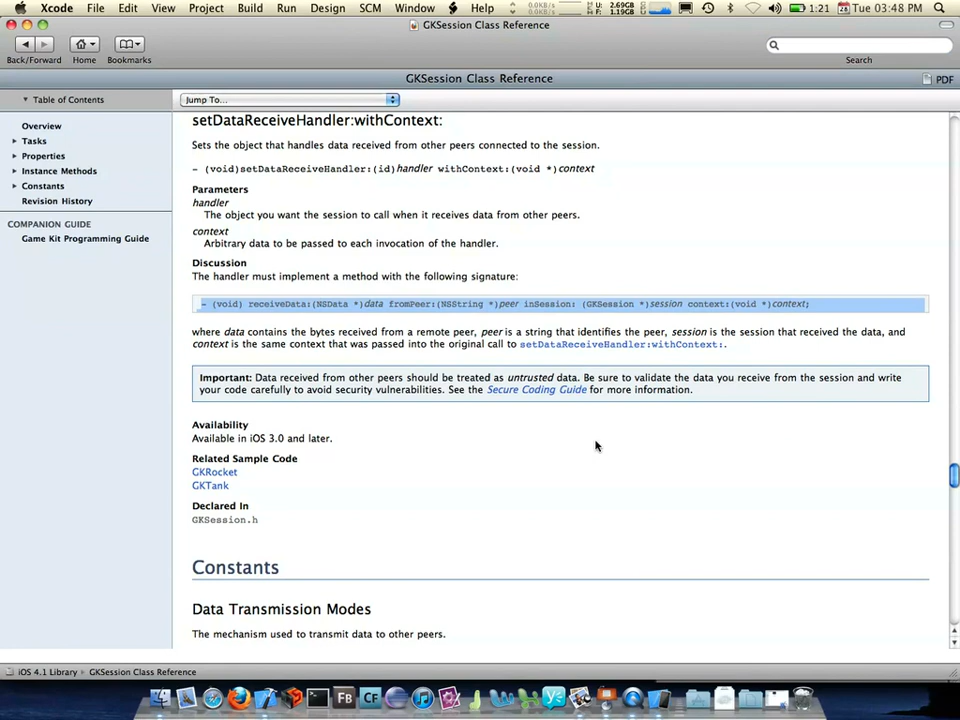 Xcode File Edit View Project Build Run Design SCM Window Help 0.0KB/s 0.0KB/s U: 2.69GB F: 1.19GB 1:21 Tue 03:48 PM
GKSession Class Reference
Back/Forward Home Bookmarks Search
GKSession Class Reference PDF
Table of Contents
Jump To...
Overview
Tasks
Properties
Instance Methods
Constants
Revision History
COMPANION GUIDE
Game Kit Programming Guide
setDataReceiveHandler:withContext:
Sets the object that handles data received from other peers connected to the session.
- (void)setDataReceiveHandler:(id)handler withContext:(void *)context
Parameters
handler
The object you want the session to call when it receives data from other peers.
context
Arbitrary data to be passed to each invocation of the handler.
Discussion
The handler must implement a method with the following signature:
- (void) receiveData:(NSData *)data fromPeer:(NSString *)peer inSession: (GKSession *)session context:(void *)context;
where data contains the bytes received from a remote peer, peer is a string that identifies the peer, session is the session that received the data, and
context is the same context that was passed into the original call to setDataReceiveHandler:withContext:.
Important: Data received from other peers should be treated as untrusted data. Be sure to validate the data you receive from the session and write
your code carefully to avoid security vulnerabilities. See the Secure Coding Guide for more information.
Availability
Available in iOS 3.0 and later.
Related Sample Code
GKRocket
GKTank
Declared In
GKSession.h
Constants
Data Transmission Modes
The mechanism used to transmit data to other peers.
iOS 4.1 Library GKSession Class Reference
FB CF